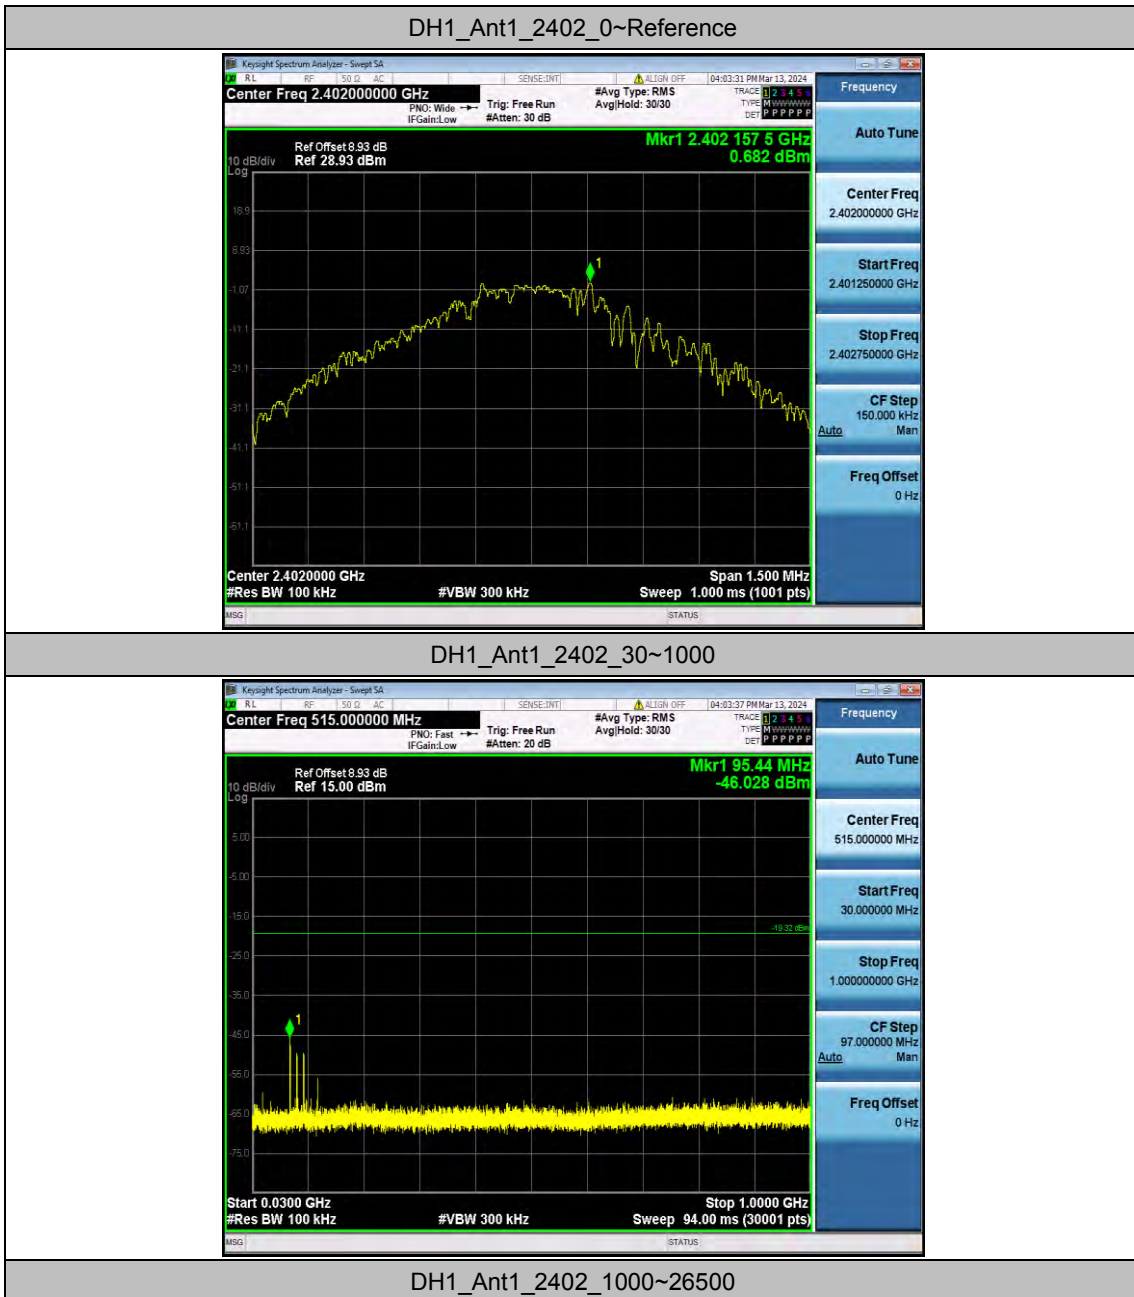 DH1_Ant1_2402_0~Reference
Keysight Spectrum Analyzer - Swept SA
RL RF 50 Ω AC SENSE:INT ALIGN OFF 04:03:31 PM Mar 13, 2024
Center Freq 2.402000000 GHz
PNO: Wide
IFGain:Low
Trig: Free Run
#Atten: 30 dB
#Avg Type: RMS
Avg|Hold: 30/30
TRACE 1 2 3 4 5 6
TYPE M
DET P P P P P P
Ref Offset 8.93 dB
10 dB/div Ref 28.93 dBm
Log
Mkr1 2.402 157 5 GHz
0.682 dBm
18.9
8.93
1
-1.07
-11.1
-21.1
-31.1
-41.1
-51.1
-61.1
Center 2.4020000 GHz Span 1.500 MHz
#Res BW 100 kHz #VBW 300 kHz Sweep 1.000 ms (1001 pts)
MSG STATUS
Frequency
Auto Tune
Center Freq
2.402000000 GHz
Start Freq
2.401250000 GHz
Stop Freq
2.402750000 GHz
CF Step
150.000 kHz
Auto Man
Freq Offset
0 Hz
DH1_Ant1_2402_30~1000
Keysight Spectrum Analyzer - Swept SA
RL RF 50 Ω AC SENSE:INT ALIGN OFF 04:03:37 PM Mar 13, 2024
Center Freq 515.000000 MHz
PNO: Fast
IFGain:Low
Trig: Free Run
#Atten: 20 dB
#Avg Type: RMS
Avg|Hold: 30/30
TRACE 1 2 3 4 5 6
TYPE M
DET P P P P P P
Ref Offset 8.93 dB
10 dB/div Ref 15.00 dBm
Log
Mkr1 95.44 MHz
-46.028 dBm
5.00
-5.00
-15.0
-19.32 dBm
-25.0
-35.0
1
-45.0
-55.0
-65.0
-75.0
Start 0.0300 GHz Stop 1.0000 GHz
#Res BW 100 kHz #VBW 300 kHz Sweep 94.00 ms (30001 pts)
MSG STATUS
Frequency
Auto Tune
Center Freq
515.000000 MHz
Start Freq
30.000000 MHz
Stop Freq
1.000000000 GHz
CF Step
97.000000 MHz
Auto Man
Freq Offset
0 Hz
DH1_Ant1_2402_1000~26500